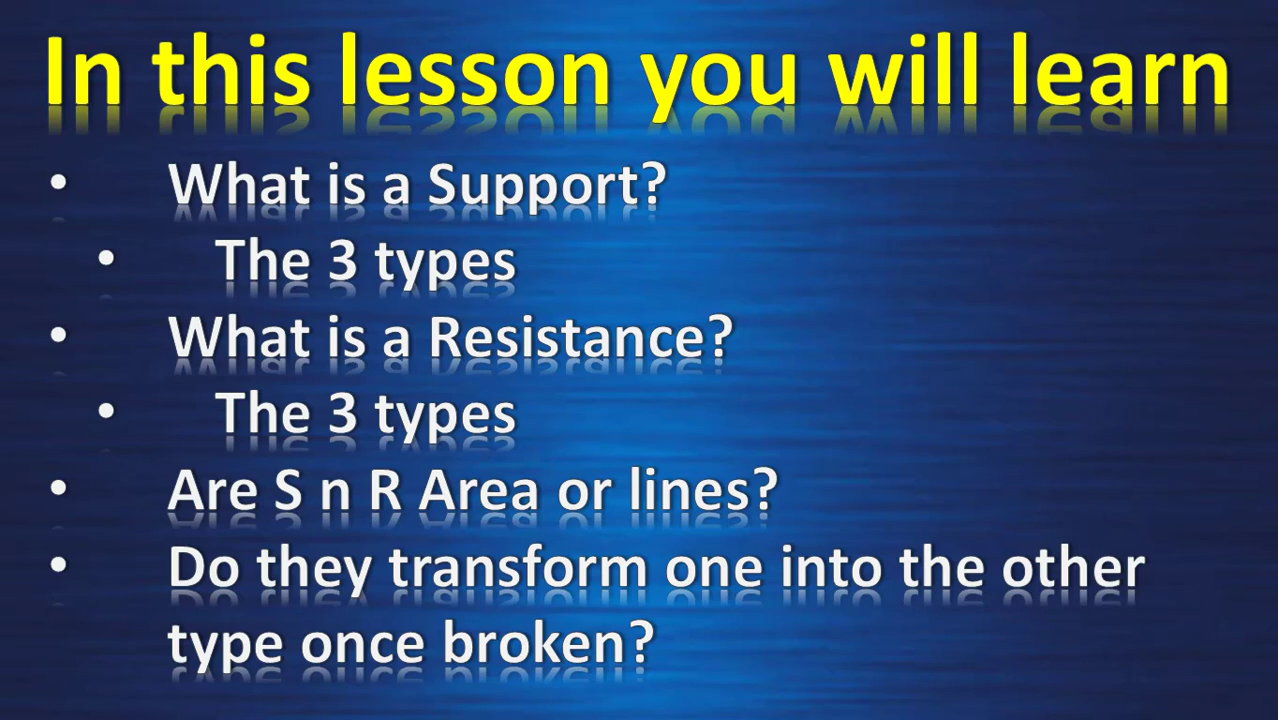 In this lesson you will learn
• What is a Support?
• The 3 types
• What is a Resistance?
• The 3 types
• Are S n R Area or lines?
• Do they transform one into the other
type once broken?